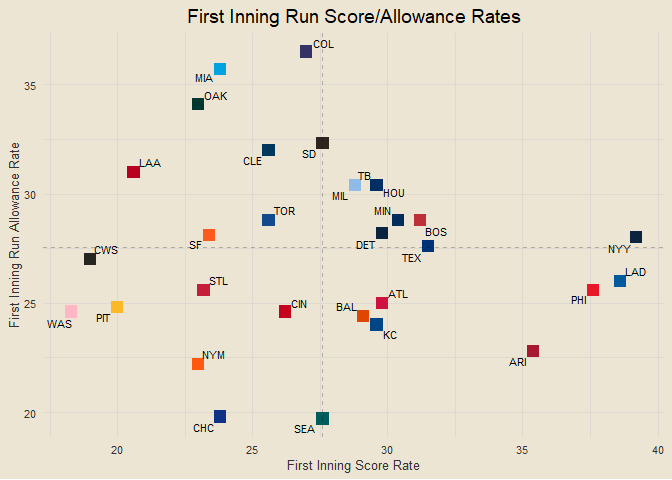 First Inning Run Score/Allowance Rates
COL
MIA
OAK
35
CLE
SD
LAA
TB
MIL
HOU
30
TOR
MIN
BOS
SF
DET
TEX
NYY
CWS
LAD
STL
PHI
25
CIN
BAL
ATL
WAS
PIT
KC
ARI
NYM
CHC
SEA
20
First Inning Run Allowance Rate
20
25
30
35
40
First Inning Score Rate